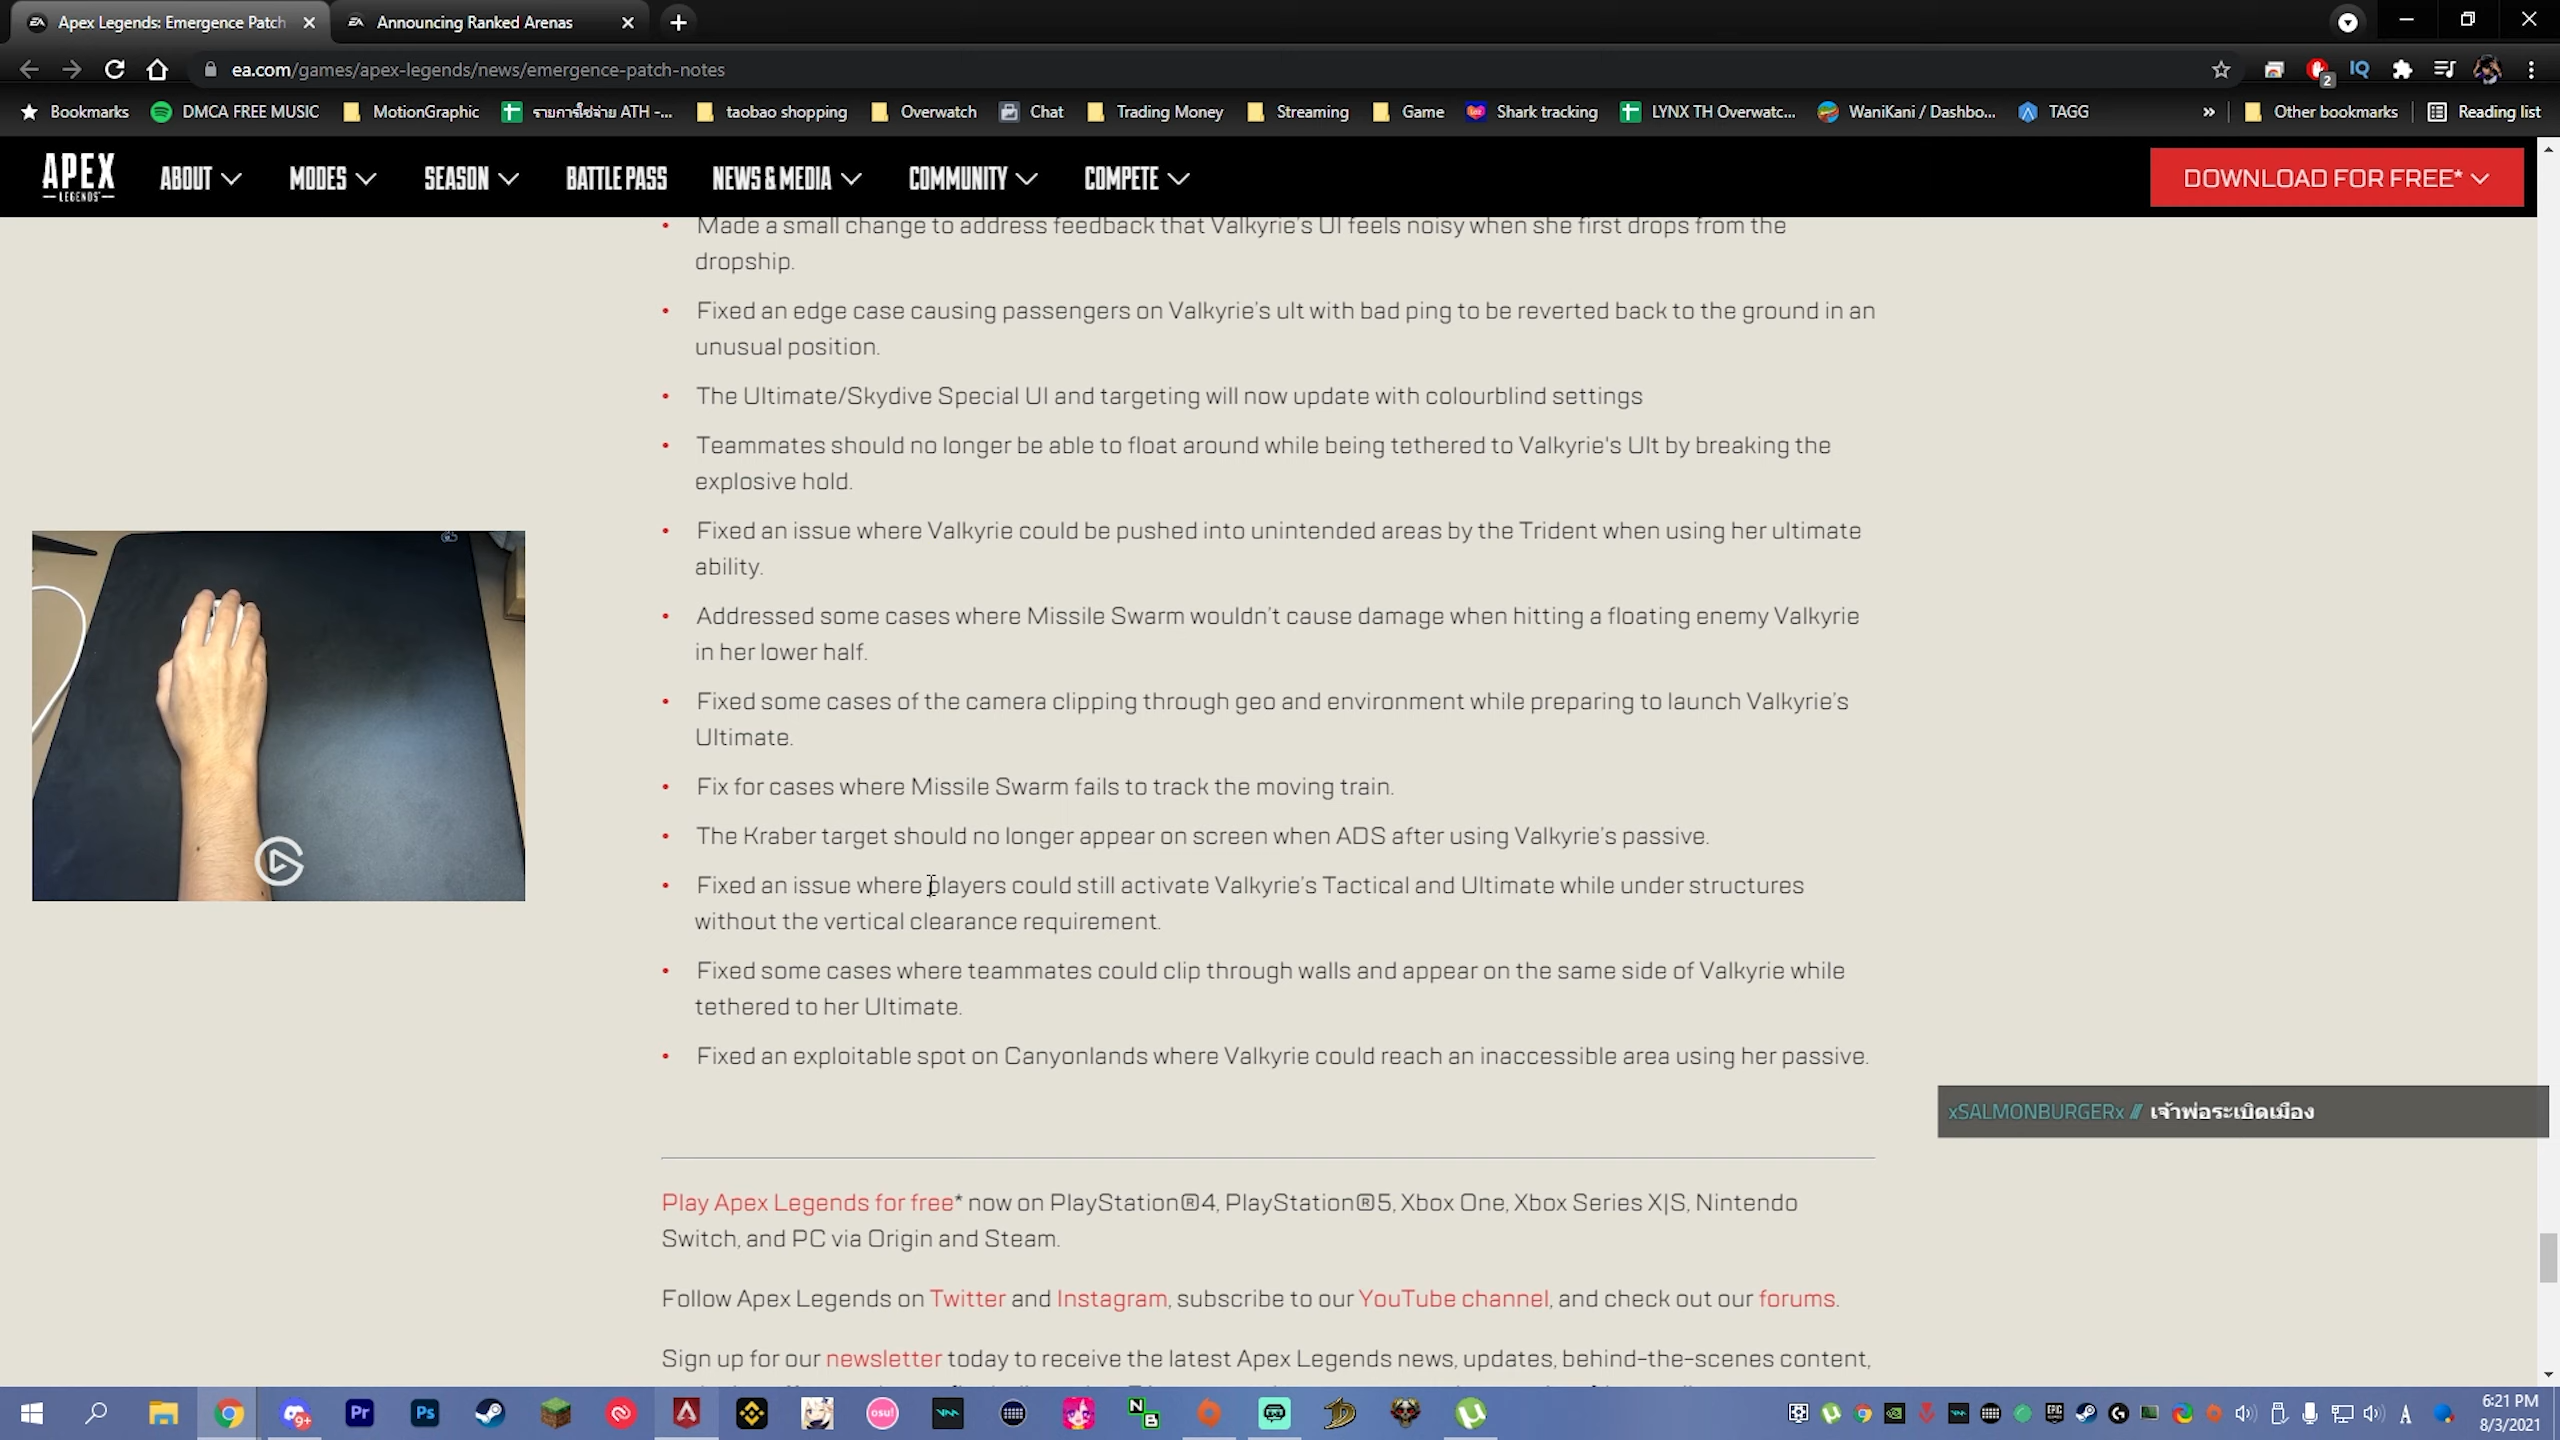 Apex Legends: Emergence Patch
Announcing Ranked Arenas
ea.com/games/apex-legends/news/emergence-patch-notes
2
IQ
Bookmarks
DMCA FREE MUSIC
MotionGraphic
รายการใช้จ่าย ATH -...
taobao shopping
Overwatch
Chat
Trading Money
Streaming
Game
Shark tracking
LYNX TH Overwatc...
WaniKani / Dashbo...
TAGG
»
Other bookmarks
Reading list
APEX
LEGENDS
ABOUT
MODES
SEASON
BATTLE PASS
NEWS & MEDIA
COMMUNITY
COMPETE
DOWNLOAD FOR FREE*
Made a small change to address feedback that Valkyrie's UI feels noisy when she first drops from the
dropship.
Fixed an edge case causing passengers on Valkyrie's ult with bad ping to be reverted back to the ground in an
unusual position.
The Ultimate/Skydive Special UI and targeting will now update with colourblind settings
Teammates should no longer be able to float around while being tethered to Valkyrie's Ult by breaking the
explosive hold.
Fixed an issue where Valkyrie could be pushed into unintended areas by the Trident when using her ultimate
ability.
Addressed some cases where Missile Swarm wouldn't cause damage when hitting a floating enemy Valkyrie
in her lower half.
Fixed some cases of the camera clipping through geo and environment while preparing to launch Valkyrie's
Ultimate.
Fix for cases where Missile Swarm fails to track the moving train.
The Kraber target should no longer appear on screen when ADS after using Valkyrie's passive.
Fixed an issue where players could still activate Valkyrie's Tactical and Ultimate while under structures
without the vertical clearance requirement.
Fixed some cases where teammates could clip through walls and appear on the same side of Valkyrie while
tethered to her Ultimate.
Fixed an exploitable spot on Canyonlands where Valkyrie could reach an inaccessible area using her passive.
xSALMONBURGERx // เจ้าพ่อระเบิดเมือง
Play Apex Legends for free* now on PlayStation®4, PlayStation®5, Xbox One, Xbox Series X|S, Nintendo
Switch, and PC via Origin and Steam.
Follow Apex Legends on Twitter and Instagram, subscribe to our YouTube channel, and check out our forums.
Sign up for our newsletter today to receive the latest Apex Legends news, updates, behind-the-scenes content,
9+
Pr
Ps
osu!
N
B
A
6:21 PM
8/3/2021